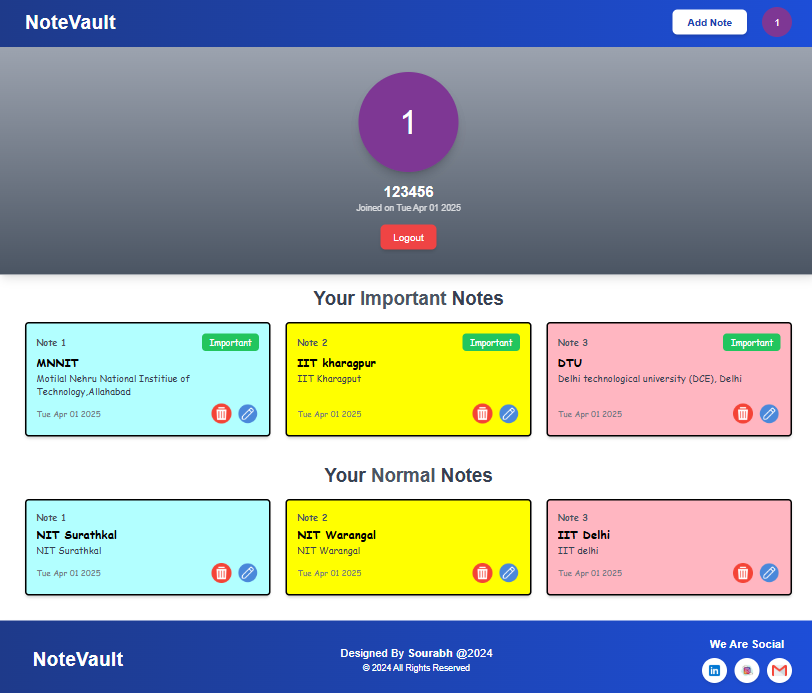 NoteVault
Add Note
1
1
123456
Joined on Tue Apr 01 2025
Logout
Your Important Notes
Note 1
Important
MNNIT
Motilal Nehru National Institiue of
Technology,Allahabad
Tue Apr 01 2025
Note 2
Important
IIT kharagpur
IIT Kharagput
Tue Apr 01 2025
Note 3
Important
DTU
Delhi technological university (DCE), Delhi
Tue Apr 01 2025
Your Normal Notes
Note 1
NIT Surathkal
NIT Surathkal
Tue Apr 01 2025
Note 2
NIT Warangal
NIT Warangal
Tue Apr 01 2025
Note 3
IIT Delhi
IIT delhi
Tue Apr 01 2025
NoteVault
Designed By Sourabh @2024
© 2024 All Rights Reserved
We Are Social